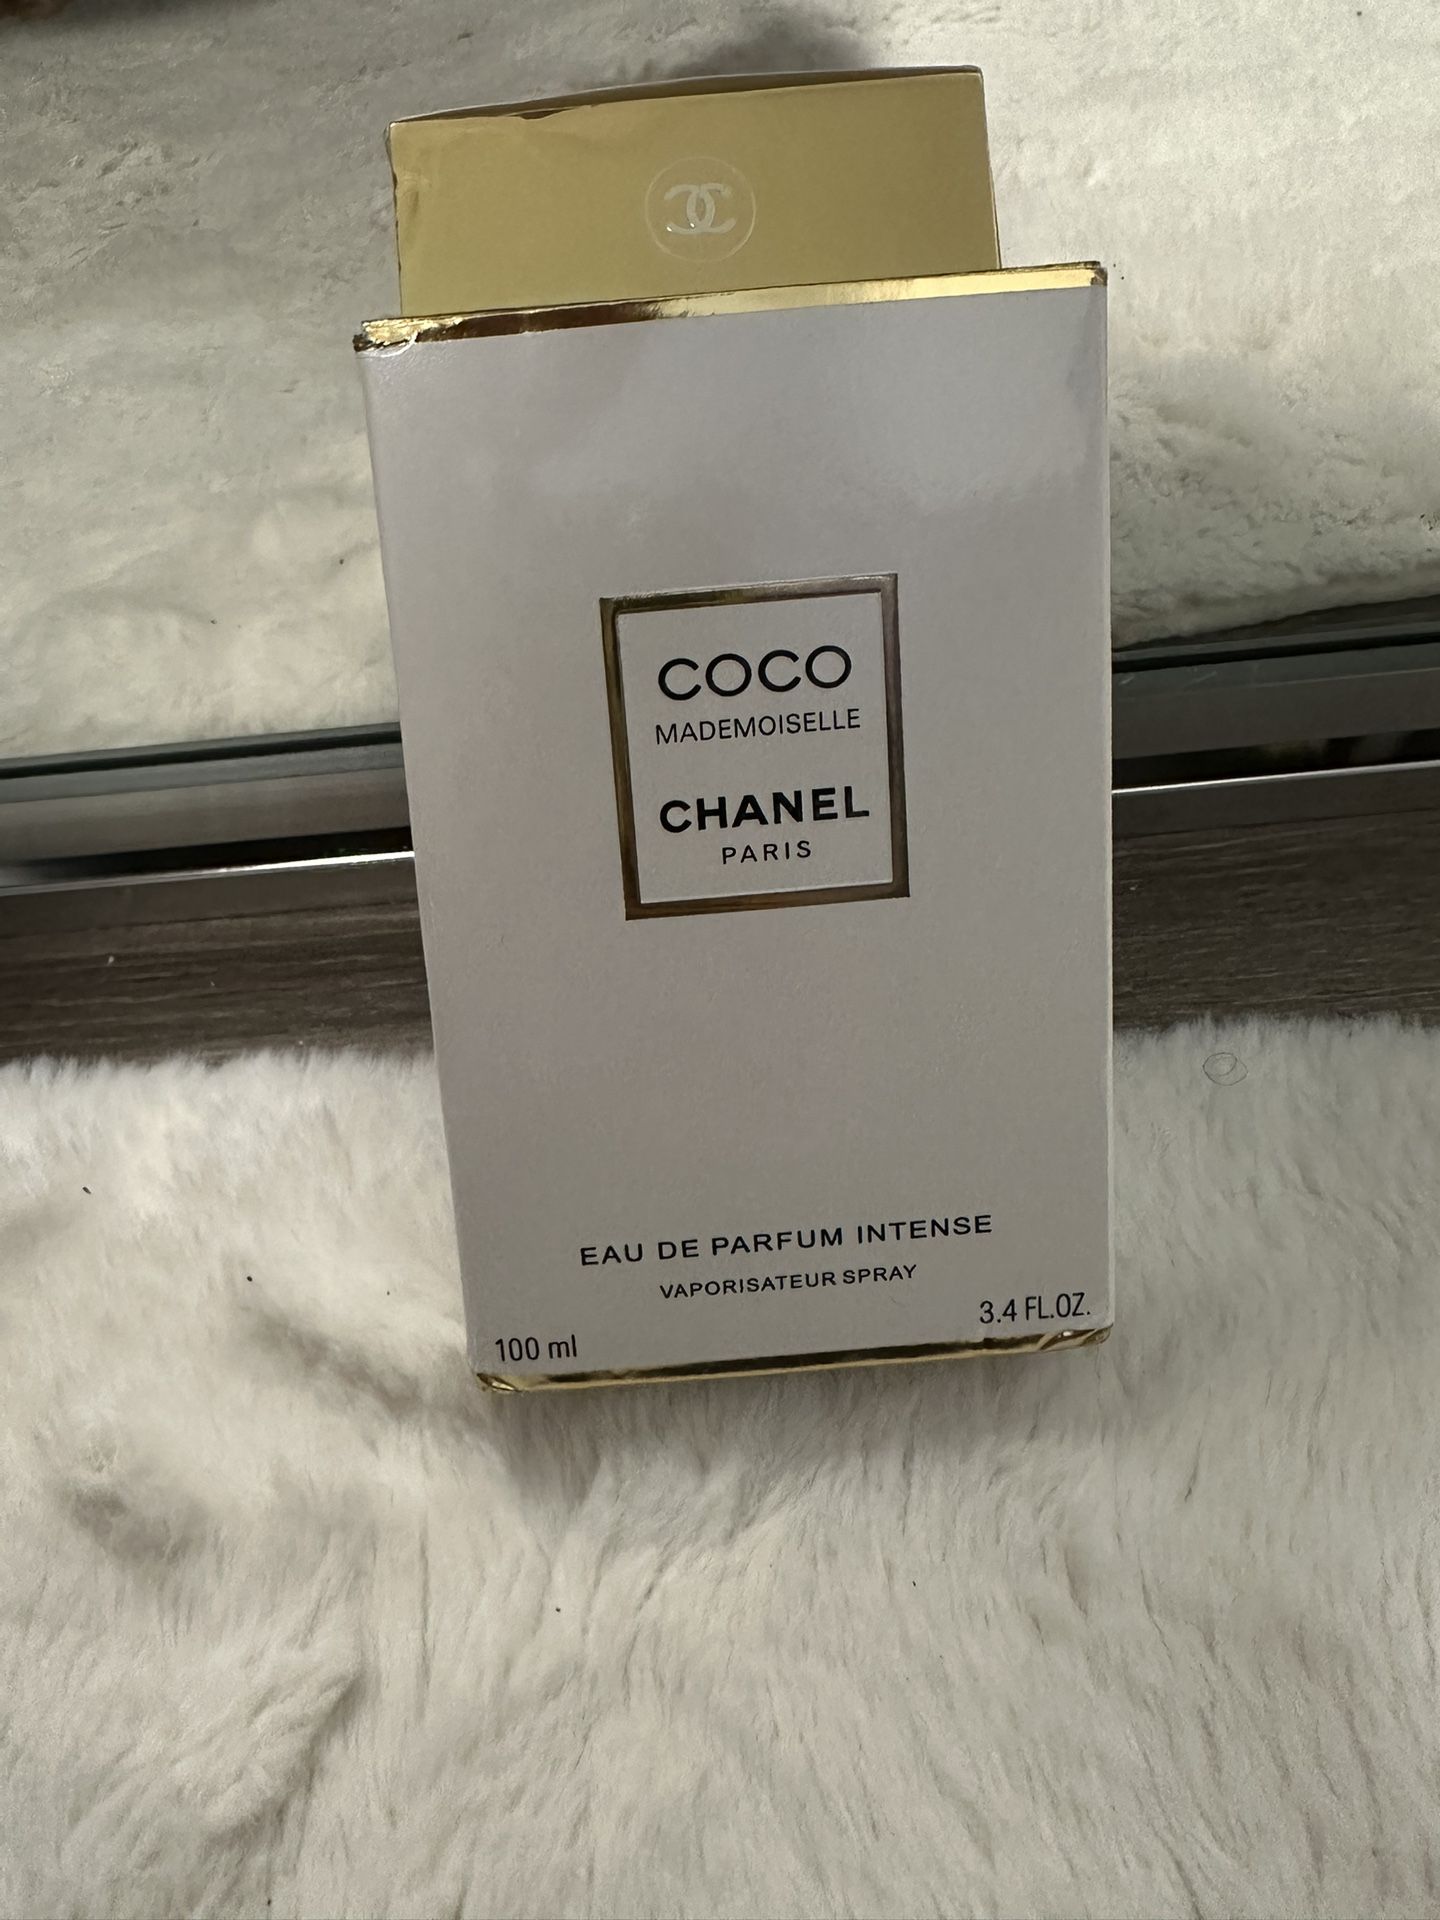 COCO
MADEMOISELLE
CHANEL
PARIS
EAU DE PARFUM INTENSE
VAPORISATEUR SPRAY
100 ml 3.4 FL.OZ.